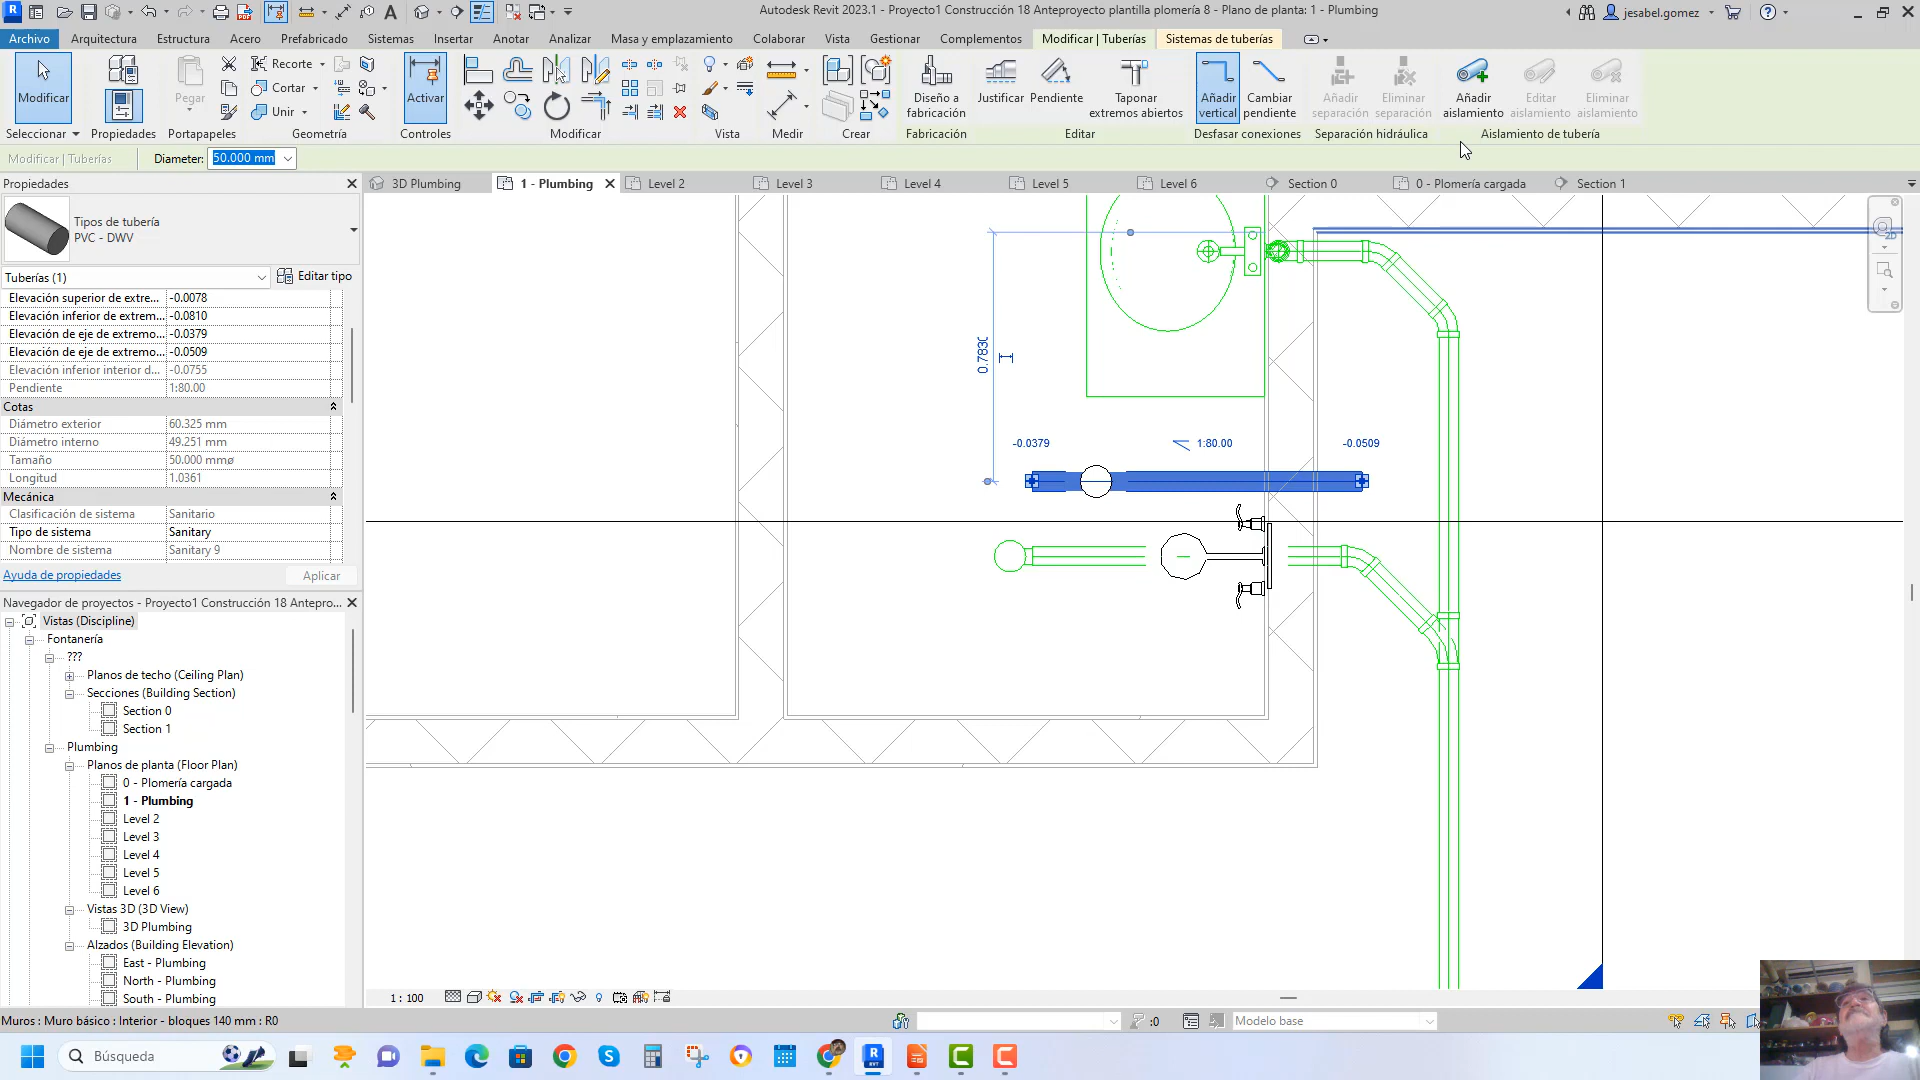 Autodesk Revit 2023.1 - Proyecto1 Construcción 18 Anteproyecto plantilla plomería 8 - Plano de planta: 1 - Plumbing
jesabel.gomez
Archivo Arquitectura Estructura Acero Prefabricado Sistemas Insertar Anotar Analizar Masa y emplazamiento Colaborar Vista Gestionar Complementos Modificar | Tuberías Sistemas de tuberías
Modificar
Pegar
Recorte
Cortar
Unir
Activar
Diseño a fabricación
Justificar
Pendiente
Taponar extremos abiertos
Añadir vertical
Cambiar pendiente
Añadir separación
Eliminar separación
Añadir aislamiento
Editar aislamiento
Eliminar aislamiento
Seleccionar Propiedades Portapapeles Geometría Controles Modificar Vista Medir Crear Fabricación Editar Desfasar conexiones Separación hidráulica Aislamiento de tubería
Modificar | Tuberías Diameter: 50.000 mm
Propiedades
3D Plumbing 1 - Plumbing Level 2 Level 3 Level 4 Level 5 Level 6 Section 0 0 - Plomería cargada Section 1
Tipos de tubería
PVC - DWV
Tuberías (1) Editar tipo
Elevación superior de extre... -0.0078
Elevación inferior de extrem... -0.0810
Elevación de eje de extremo... -0.0379
Elevación de eje de extremo... -0.0509
Elevación inferior interior d... -0.0755
Pendiente 1:80.00
Cotas
Diámetro exterior 60.325 mm
Diámetro interno 49.251 mm
Tamaño 50.000 mmø
Longitud 1.0361
Mecánica
Clasificación de sistema Sanitario
Tipo de sistema Sanitary
Nombre de sistema Sanitary 9
Ayuda de propiedades Aplicar
Navegador de proyectos - Proyecto1 Construcción 18 Antepro...
Vistas (Discipline)
Fontanería
???
Planos de techo (Ceiling Plan)
Secciones (Building Section)
Section 0
Section 1
Plumbing
Planos de planta (Floor Plan)
0 - Plomería cargada
1 - Plumbing
Level 2
Level 3
Level 4
Level 5
Level 6
Vistas 3D (3D View)
3D Plumbing
Alzados (Building Elevation)
East - Plumbing
North - Plumbing
South - Plumbing
2D
0.7830
-0.0379 1:80.00 -0.0509
1 : 100
Muros : Muro básico : Interior - bloques 140 mm : R0
:0
Modelo base
Búsqueda